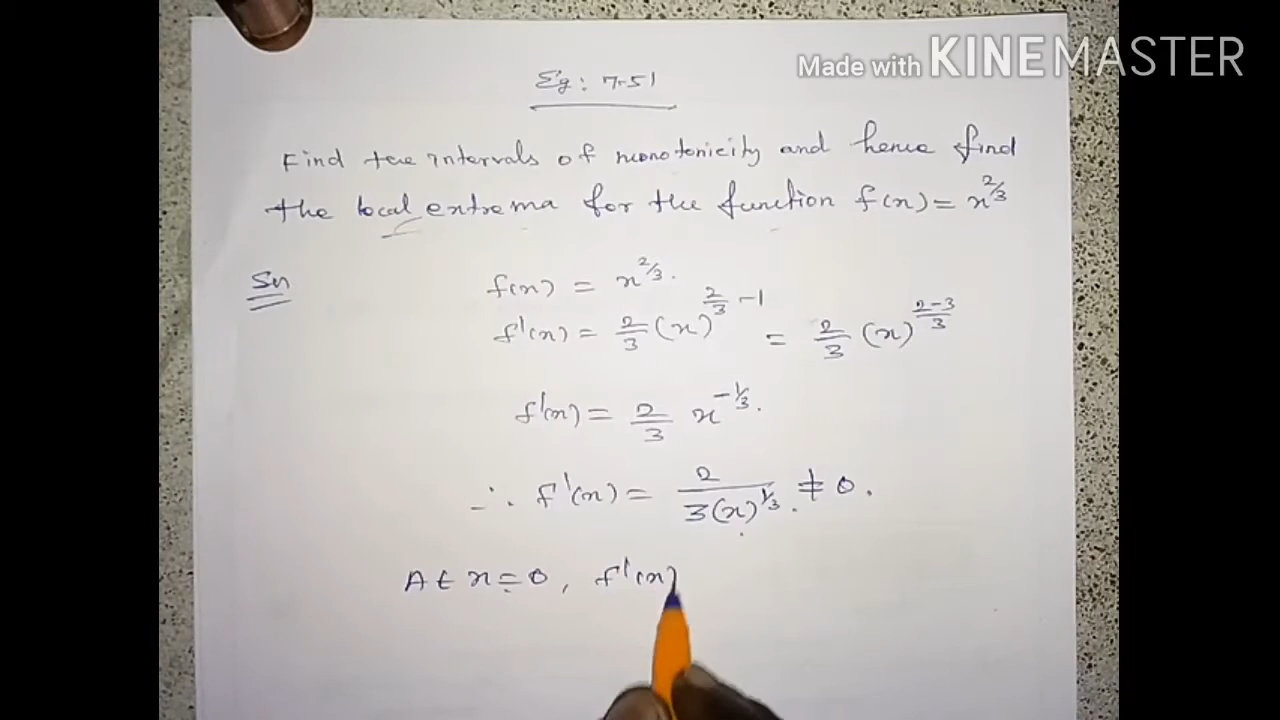 Made with KINEMASTER
Eg: 7.51
Find the intervals of monotonicity and hence find
the local extrema for the function f(x) = x^{2/3}
Sn
f(x) = x^{2/3}.
f'(x) = 2/3 (x)^{2/3 - 1} = 2/3 (x)^{(2-3)/3}
f'(x) = 2/3 x^{-1/3}.
∴ f'(x) = 2/(3(x)^{1/3}) ≠ 0.
At x = 0, f'(x)